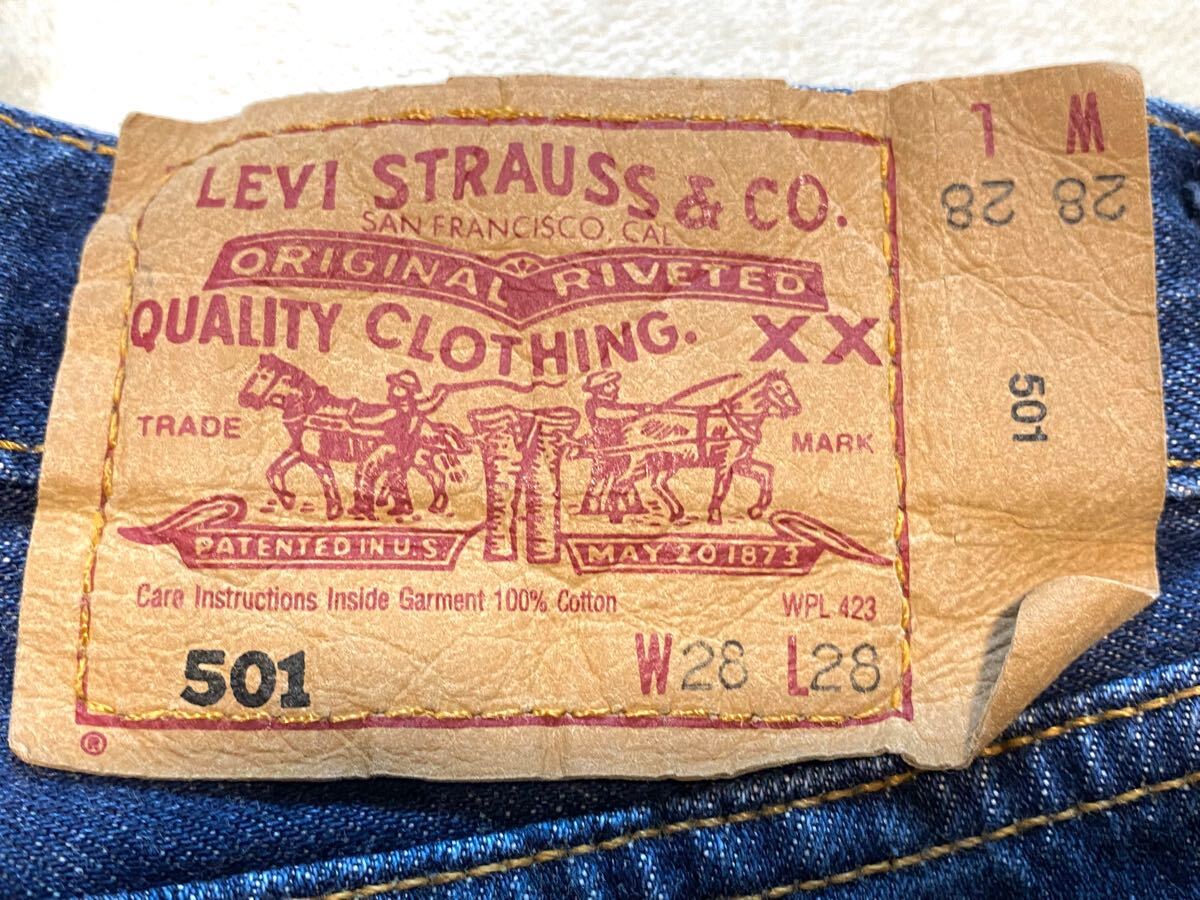 LEVI STRAUSS & CO.
SAN FRANCISCO, CAL
ORIGINAL RIVETED
QUALITY CLOTHING. XX
TRADE MARK
PATENTED IN U.S MAY 20 1873
Care Instructions Inside Garment 100% Cotton WPL 423
501 W28 L28
®
W L
28 28
501